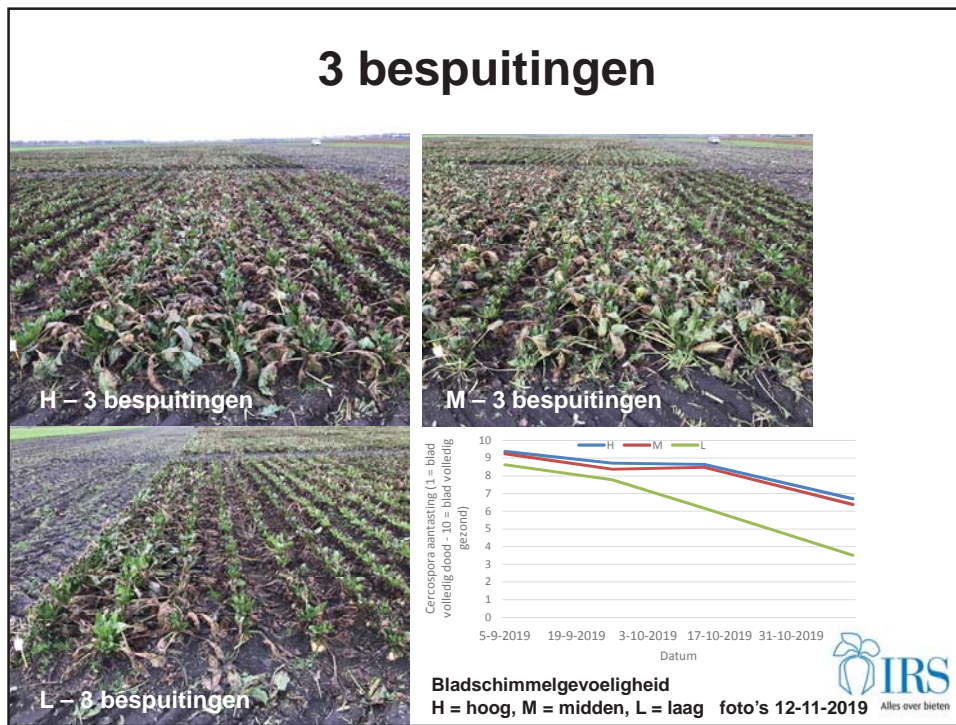 3 bespuitingen
H – 3 bespuitingen
M – 3 bespuitingen
L – 3 bespuitingen
Cercospora aantasting (1 = blad
volledig dood - 10 = blad volledig
gezond)
H M L
10
9
8
7
6
5
4
3
2
1
0
5-9-2019 19-9-2019 3-10-2019 17-10-2019 31-10-2019
Datum
Bladschimmelgevoeligheid
H = hoog, M = midden, L = laag foto's 12-11-2019
IRS
Alles over bieten